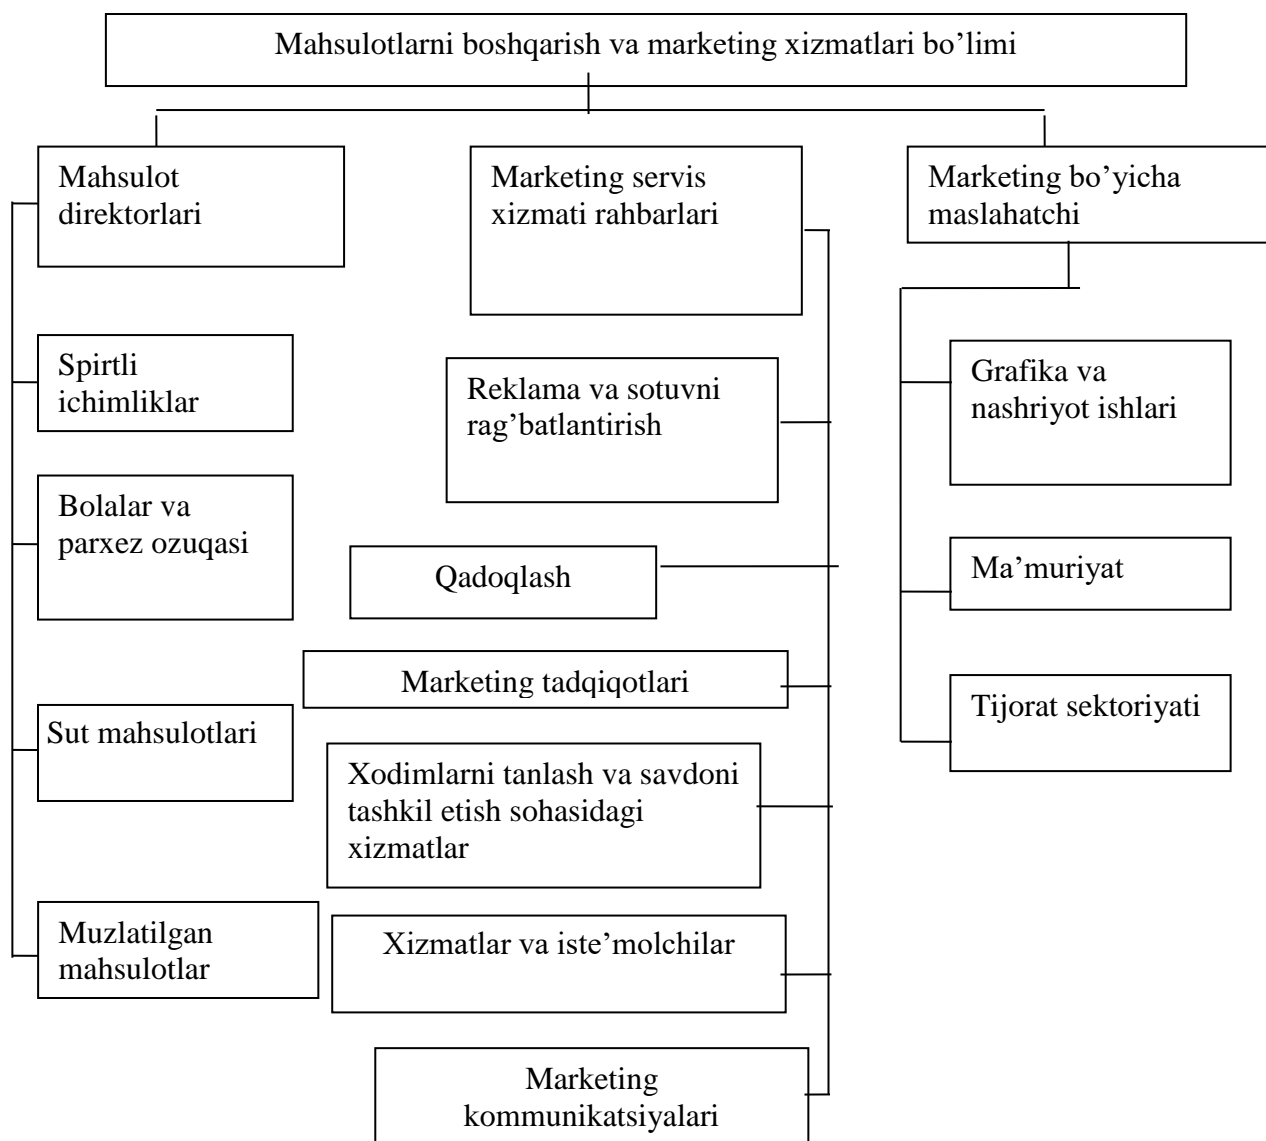 Mahsulotlarni boshqarish va marketing xizmatlari bo’limi
Mahsulot
direktorlari
Marketing servis
xizmati rahbarlari
Marketing bo’yicha
maslahatchi
Spirtli
ichimliklar
Bolalar va
parxez ozuqasi
Sut mahsulotlari
Muzlatilgan
mahsulotlar
Reklama va sotuvni
rag’batlantirish
Qadoqlash
Marketing tadqiqotlari
Xodimlarni tanlash va savdoni
tashkil etish sohasidagi
xizmatlar
Xizmatlar va iste’molchilar
Marketing
kommunikatsiyalari
Grafika va
nashriyot ishlari
Ma’muriyat
Tijorat sektoriyati